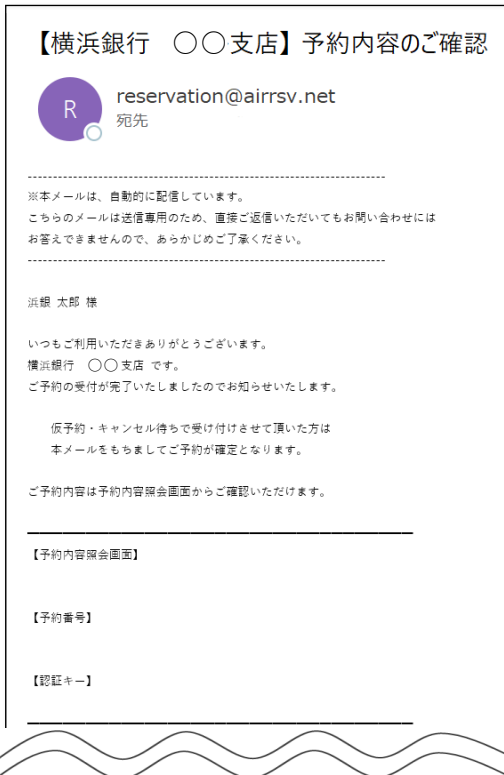 【横浜銀行　○○支店】予約内容のご確認
R
reservation@airrsv.net
宛先
------------------------------------------------------------------
※本メールは、自動的に配信しています。
こちらのメールは送信専用のため、直接ご返信いただいてもお問い合わせには
お答えできませんので、あらかじめご了承ください。
------------------------------------------------------------------
浜銀 太郎 様
いつもご利用いただきありがとうございます。
横浜銀行　○○支店 です。
ご予約の受付が完了いたしましたのでお知らせいたします。
仮予約・キャンセル待ちで受け付けさせて頂いた方は
本メールをもちましてご予約が確定となります。
ご予約内容は予約内容照会画面からご確認いただけます。
【予約内容照会画面】
【予約番号】
【認証キー】